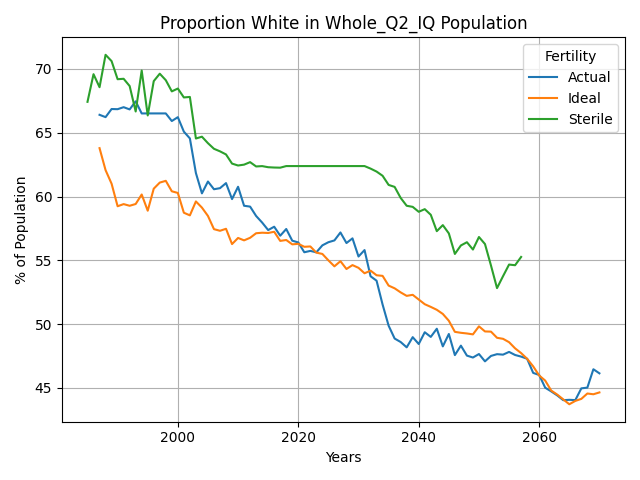 Proportion White in Whole_Q2_IQ Population
% of Population
70
65
60
55
50
45
Fertility
Actual
Ideal
Sterile
2000
2020
2040
2060
Years